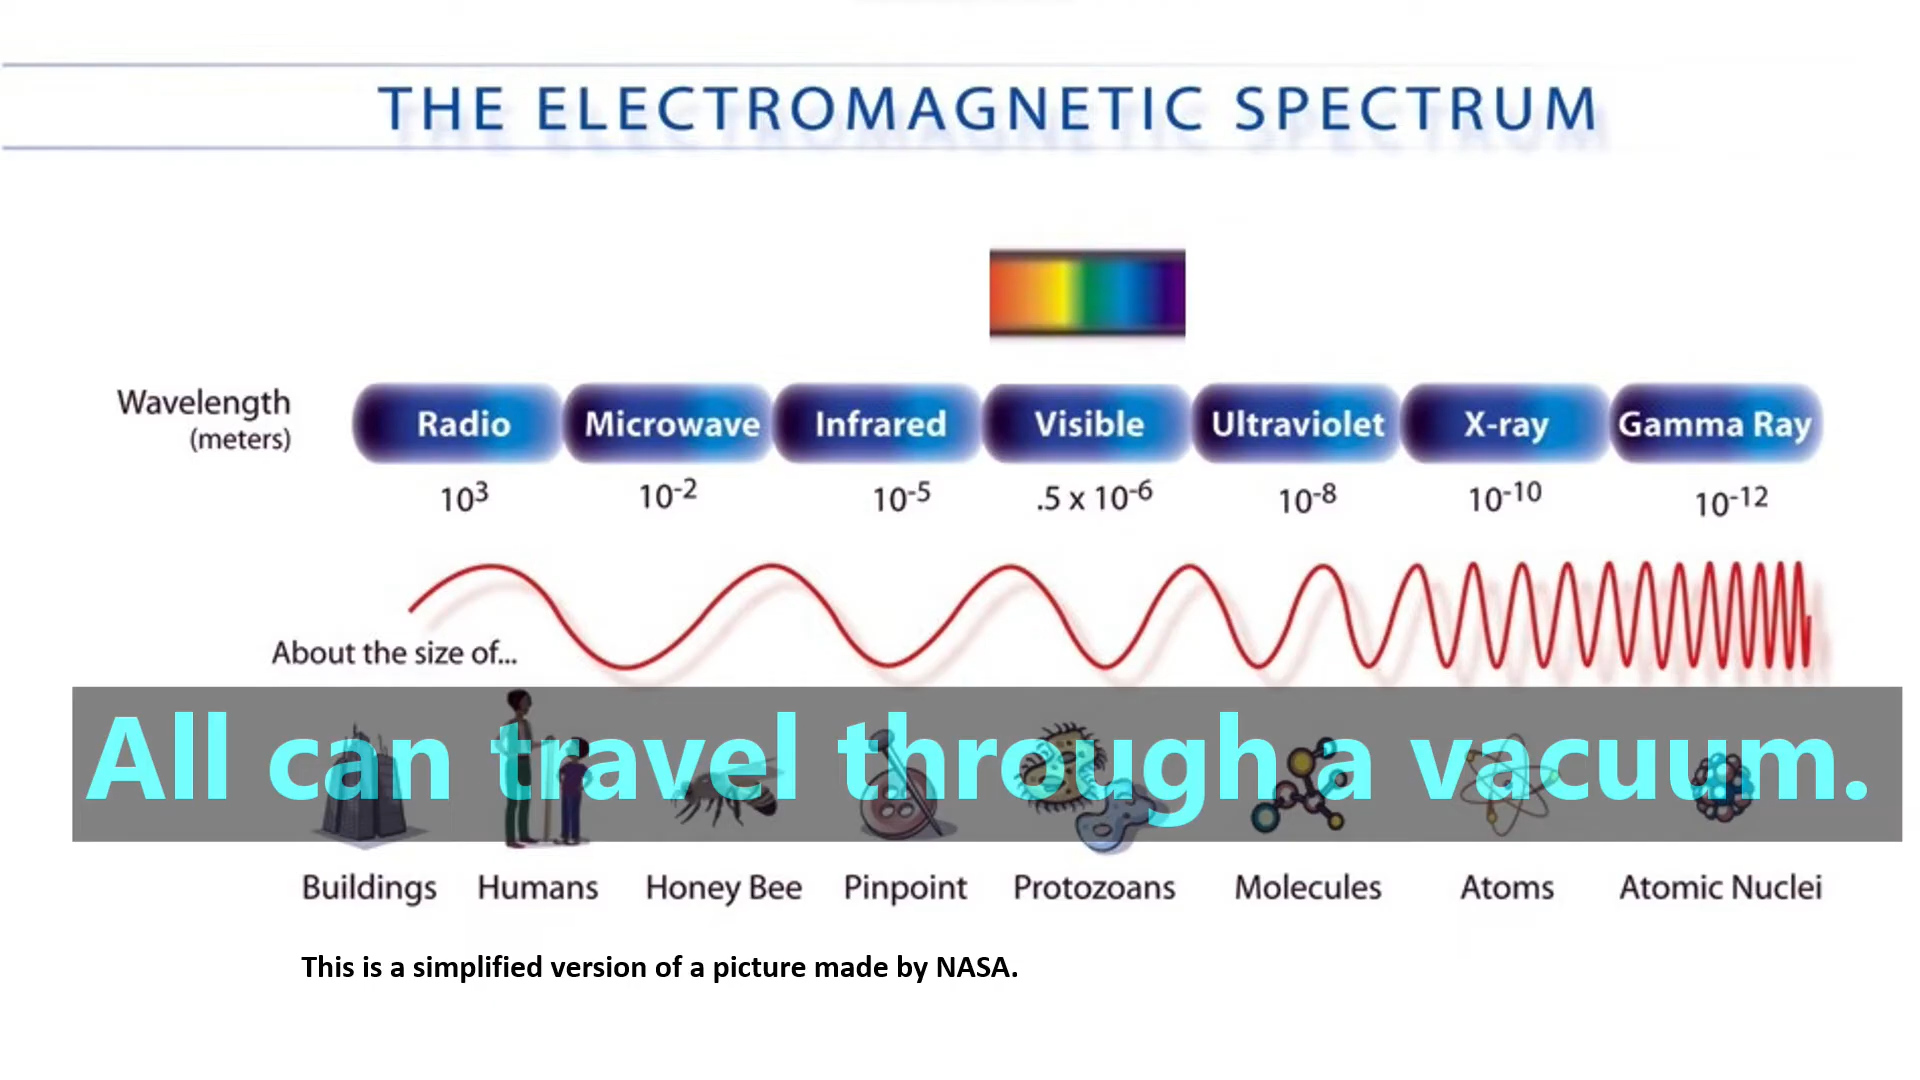 THE ELECTROMAGNETIC SPECTRUM
Wavelength
(meters)
Radio Microwave Infrared Visible Ultraviolet X-ray Gamma Ray
10³ 10⁻² 10⁻⁵ .5 x 10⁻⁶ 10⁻⁸ 10⁻¹⁰ 10⁻¹²
About the size of...
All can travel through a vacuum.
Buildings Humans Honey Bee Pinpoint Protozoans Molecules Atoms Atomic Nuclei
This is a simplified version of a picture made by NASA.